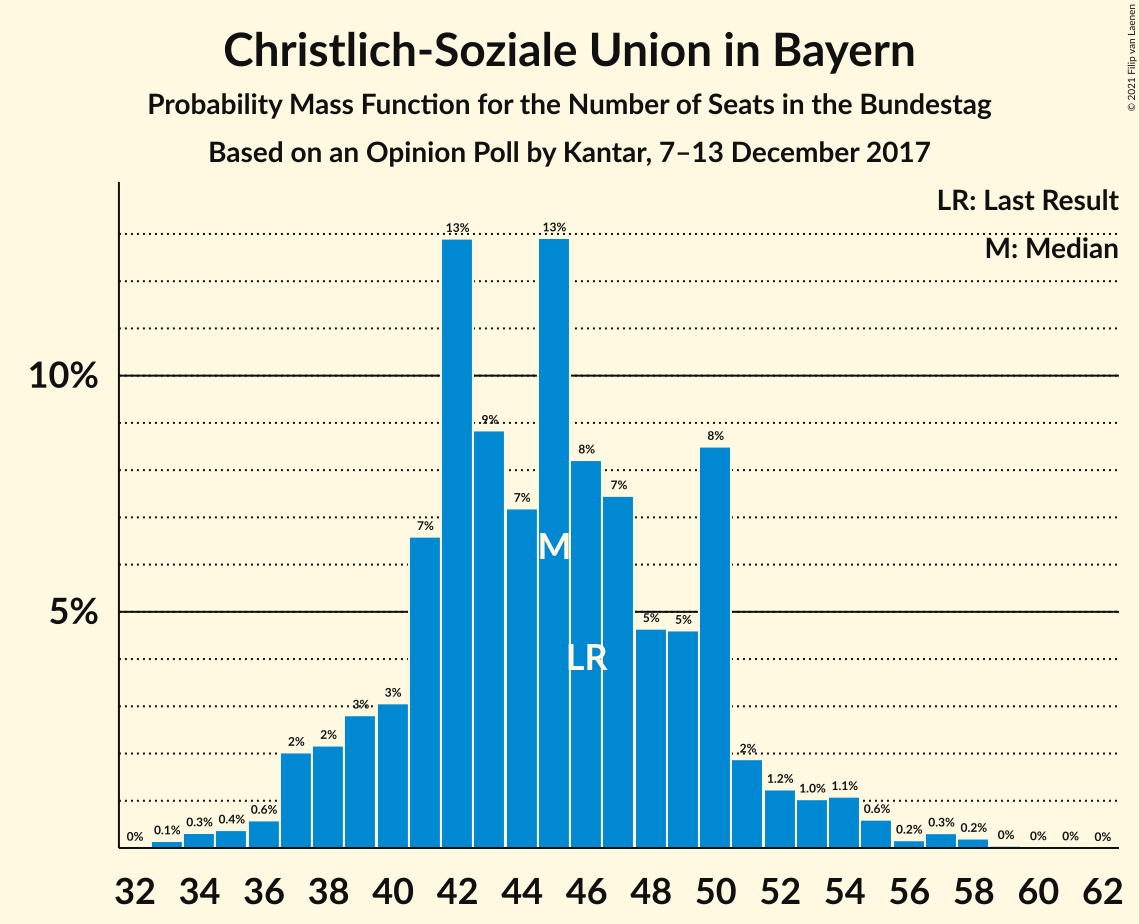 Christlich-Soziale Union in Bayern
Probability Mass Function for the Number of Seats in the Bundestag
Based on an Opinion Poll by Kantar, 7–13 December 2017
© 2021 Filip van Laenen
LR: Last Result
M: Median
10%
5%
0% 0.1% 0.3% 0.4% 0.6% 2% 2% 3% 3% 7% 13% 9% 7% 13% 8% 7% 5% 5% 8% 2% 1.2% 1.0% 1.1% 0.6% 0.2% 0.3% 0.2% 0% 0% 0% 0%
M
LR
32 34 36 38 40 42 44 46 48 50 52 54 56 58 60 62